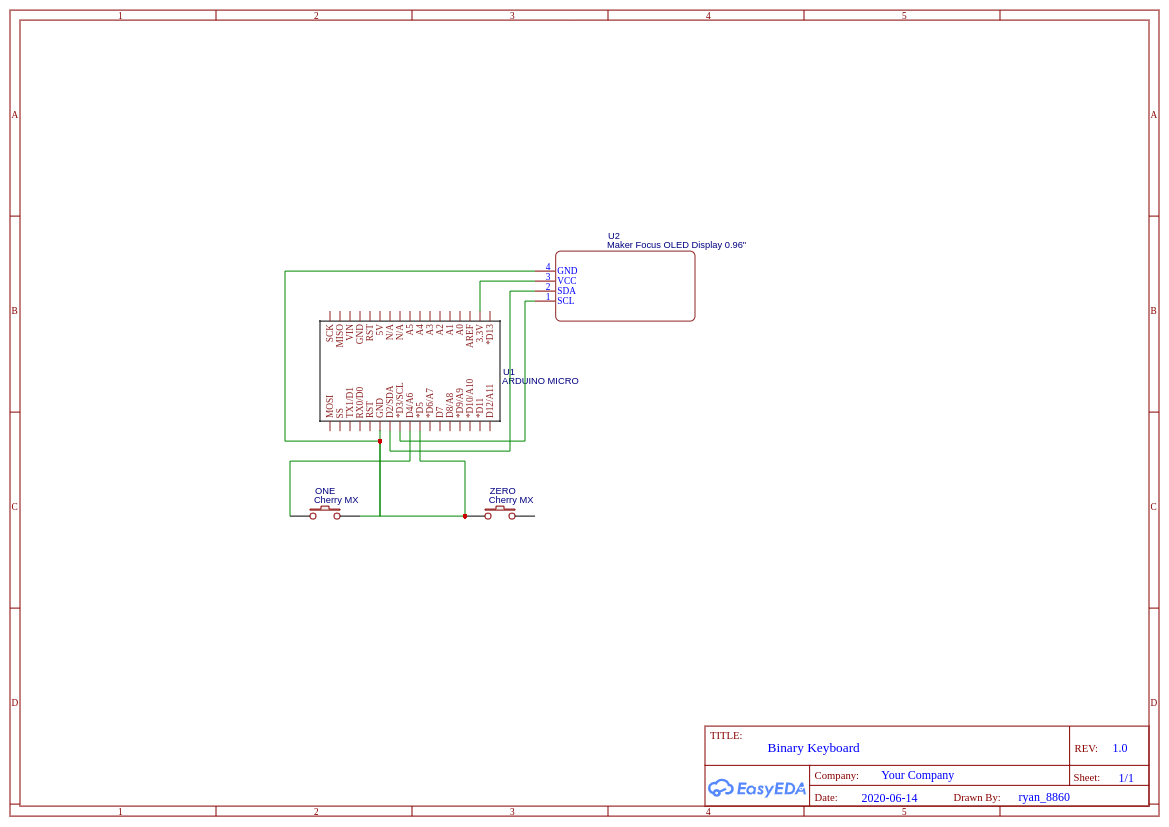 1 2 3 4 5
A A
U2
Maker Focus OLED Display 0.96"
4 GND
3 VCC
2 SDA
1 SCL
B B
SCK MISO VIN GND RST 5V N/A N/A A5 A4 A3 A2 A1 A0 AREF 3.3V *D13
U1
ARDUINO MICRO
MOSI SS TX1/D1 RX0/D0 RST GND D2/SDA *D3/SCL D4/A6 *D5 *D6/A7 D7 D8/A8 *D9/A9 *D10/A10 *D11 D12/A11
ONE ZERO
Cherry MX Cherry MX
C C
D D
TITLE:
Binary Keyboard
REV: 1.0
EasyEDA
Company: Your Company
Sheet: 1/1
Date: 2020-06-14 Drawn By: ryan_8860
1 2 3 4 5